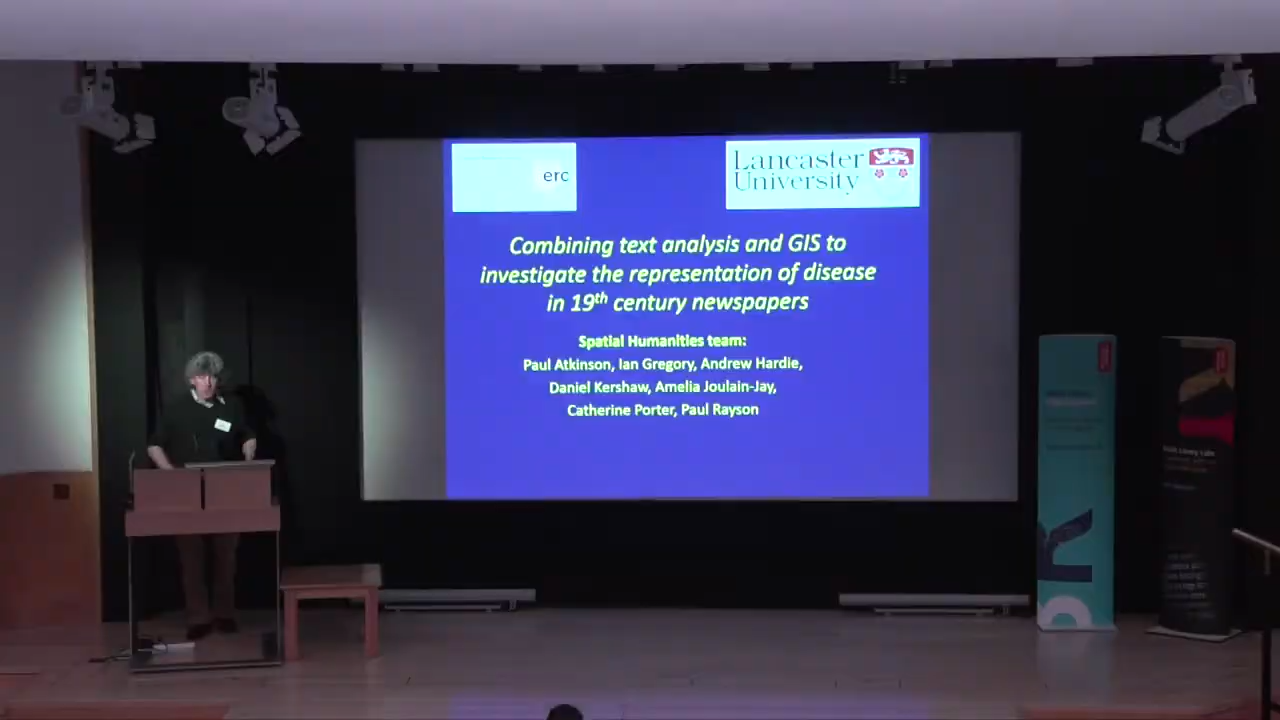 erc
Lancaster
University
Combining text analysis and GIS to
investigate the representation of disease
in 19th century newspapers
Spatial Humanities team:
Paul Atkinson, Ian Gregory, Andrew Hardie,
Daniel Kershaw, Amelia Joulain-Jay,
Catherine Porter, Paul Rayson